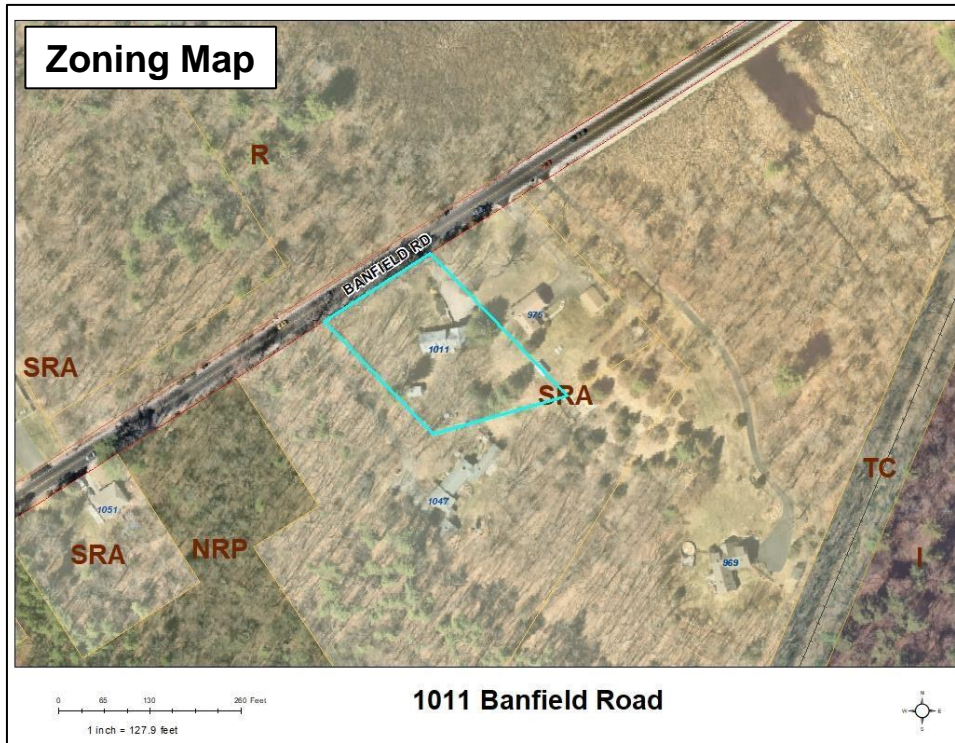 Zoning Map
R
BANFIELD RD
975
1011
SRA
SRA
TC
1047
1051
SRA
NRP
969
I
0 65 130 260 Feet
1 inch = 127.9 feet
1011 Banfield Road
N
W E
S